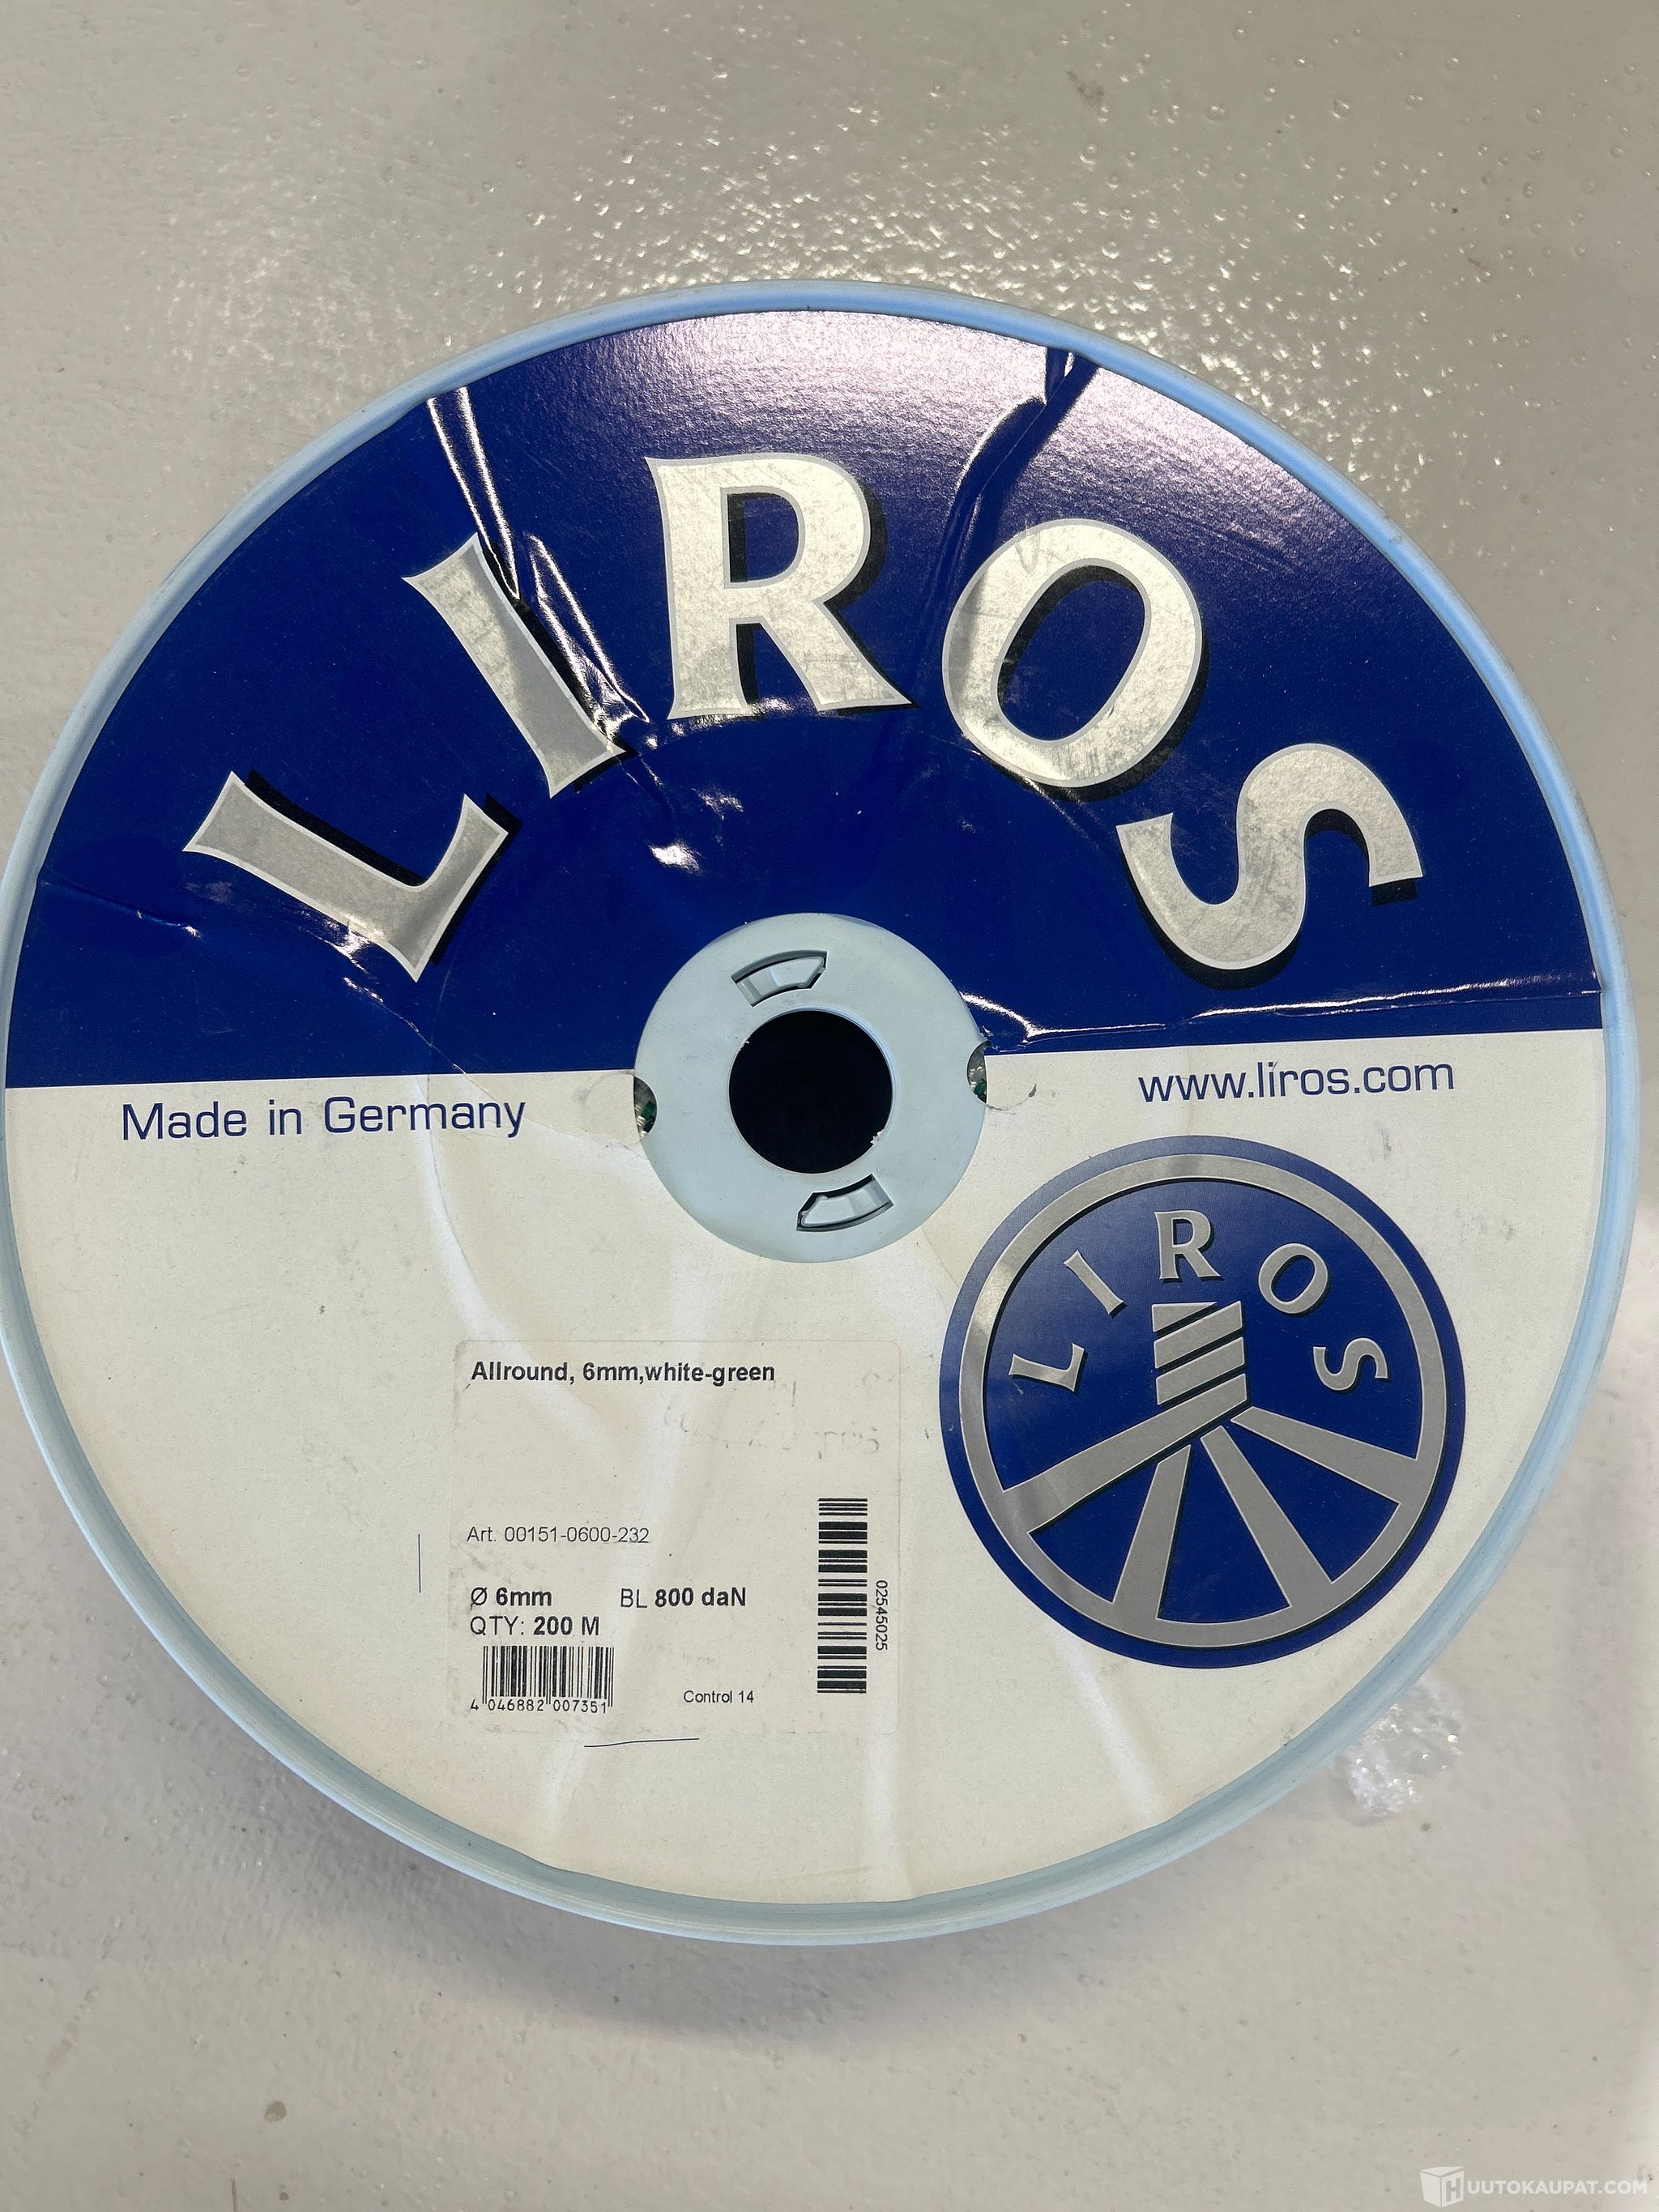 LIROS
Made in Germany
www.liros.com
LIROS
Allround, 6mm,white-green
Art. 00151-0600-232
Ø 6mm BL 800 daN
QTY: 200 M
02545025
4 046882 007351
Control 14
HUUTOKAUPAT.COM